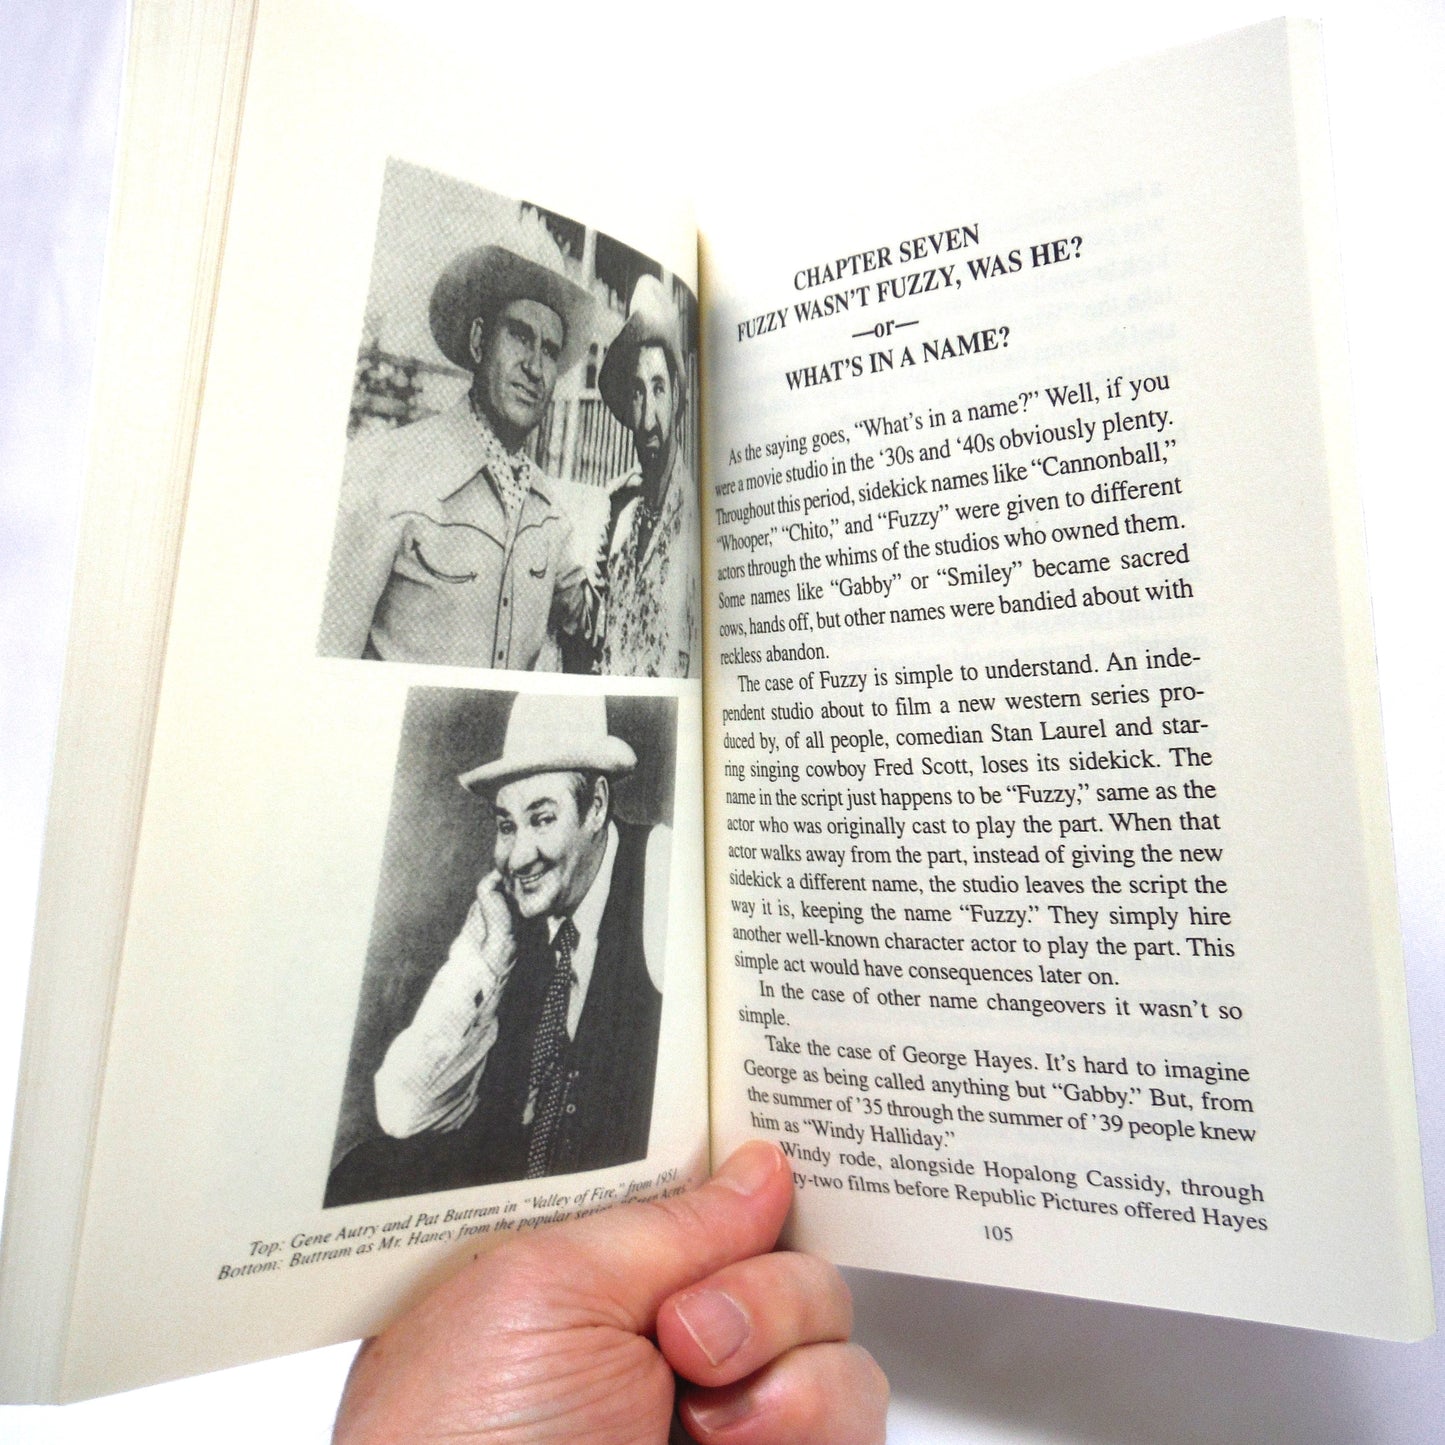 Top: Gene Autry and Pat Buttram in "Valley of Fire," from 1951.
Bottom: Buttram as Mr. Haney from the popular series, "Green Acres."
CHAPTER SEVEN
FUZZY WASN'T FUZZY, WAS HE?
—or—
WHAT'S IN A NAME?
As the saying goes, “What's in a name?” Well, if you
were a movie studio in the ‘30s and ‘40s obviously plenty.
Throughout this period, sidekick names like “Cannonball,”
“Whooper,” “Chito,” and “Fuzzy” were given to different
actors through the whims of the studios who owned them.
Some names like “Gabby” or “Smiley” became sacred
cows, hands off, but other names were bandied about with
reckless abandon.
The case of Fuzzy is simple to understand. An inde-
pendent studio about to film a new western series pro-
duced by, of all people, comedian Stan Laurel and star-
ring singing cowboy Fred Scott, loses its sidekick. The
name in the script just happens to be “Fuzzy,” same as the
actor who was originally cast to play the part. When that
actor walks away from the part, instead of giving the new
sidekick a different name, the studio leaves the script the
way it is, keeping the name “Fuzzy.” They simply hire
another well-known character actor to play the part. This
simple act would have consequences later on.
In the case of other name changeovers it wasn't so
simple.
Take the case of George Hayes. It's hard to imagine
George as being called anything but “Gabby.” But, from
the summer of ’35 through the summer of ’39 people knew
him as “Windy Halliday.”
Windy rode, alongside Hopalong Cassidy, through
ty-two films before Republic Pictures offered Hayes
105